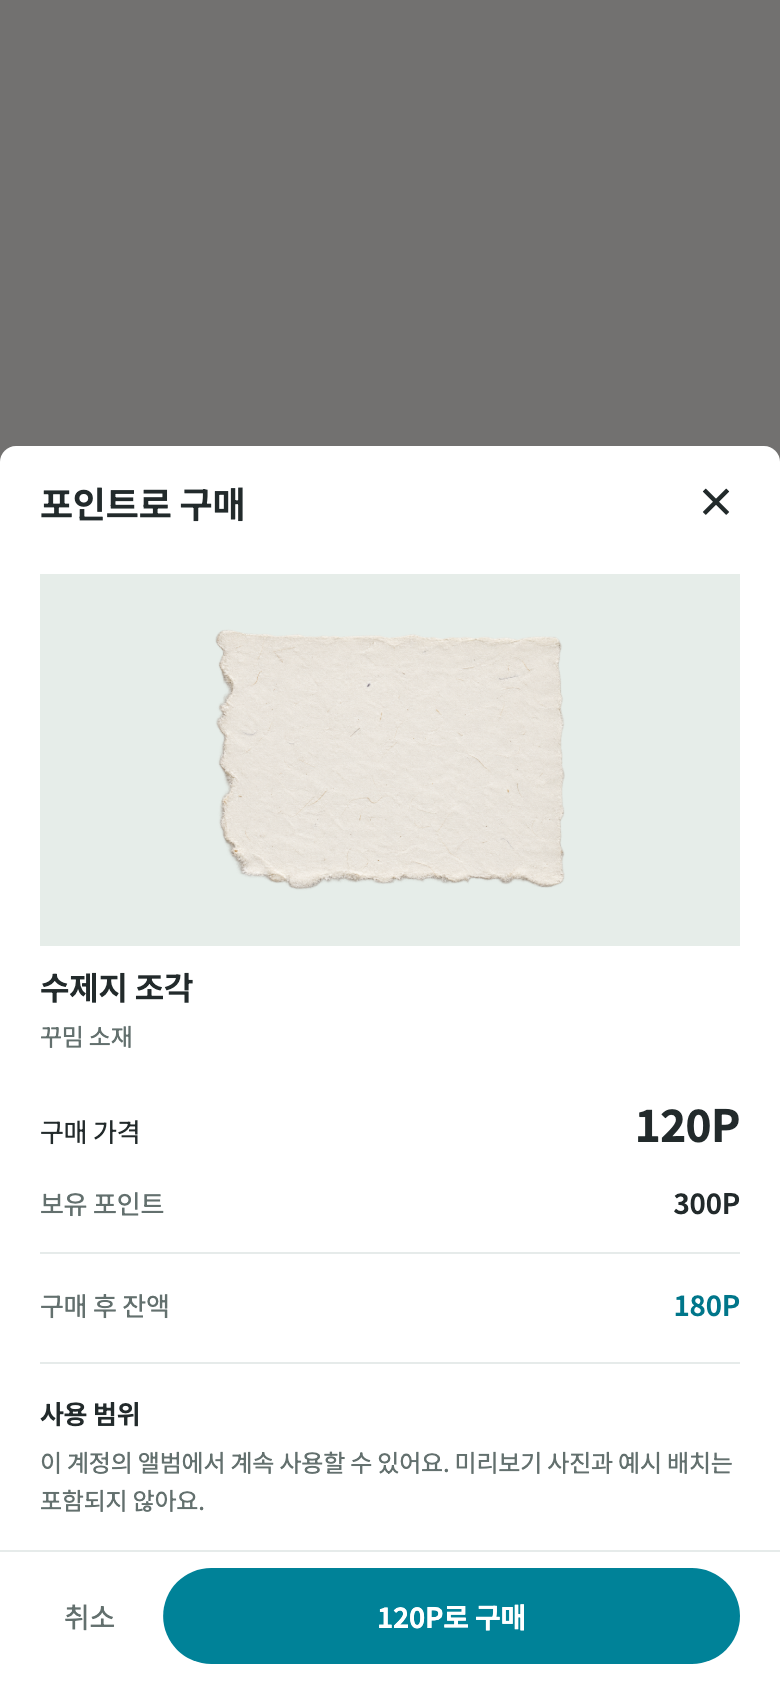 포인트로 구매
수제지 조각
꾸밈 소재
구매 가격 120P
보유 포인트 300P
구매 후 잔액 180P
사용 범위
이 계정의 앨범에서 계속 사용할 수 있어요. 미리보기 사진과 예시 배치는
포함되지 않아요.
취소 120P로 구매